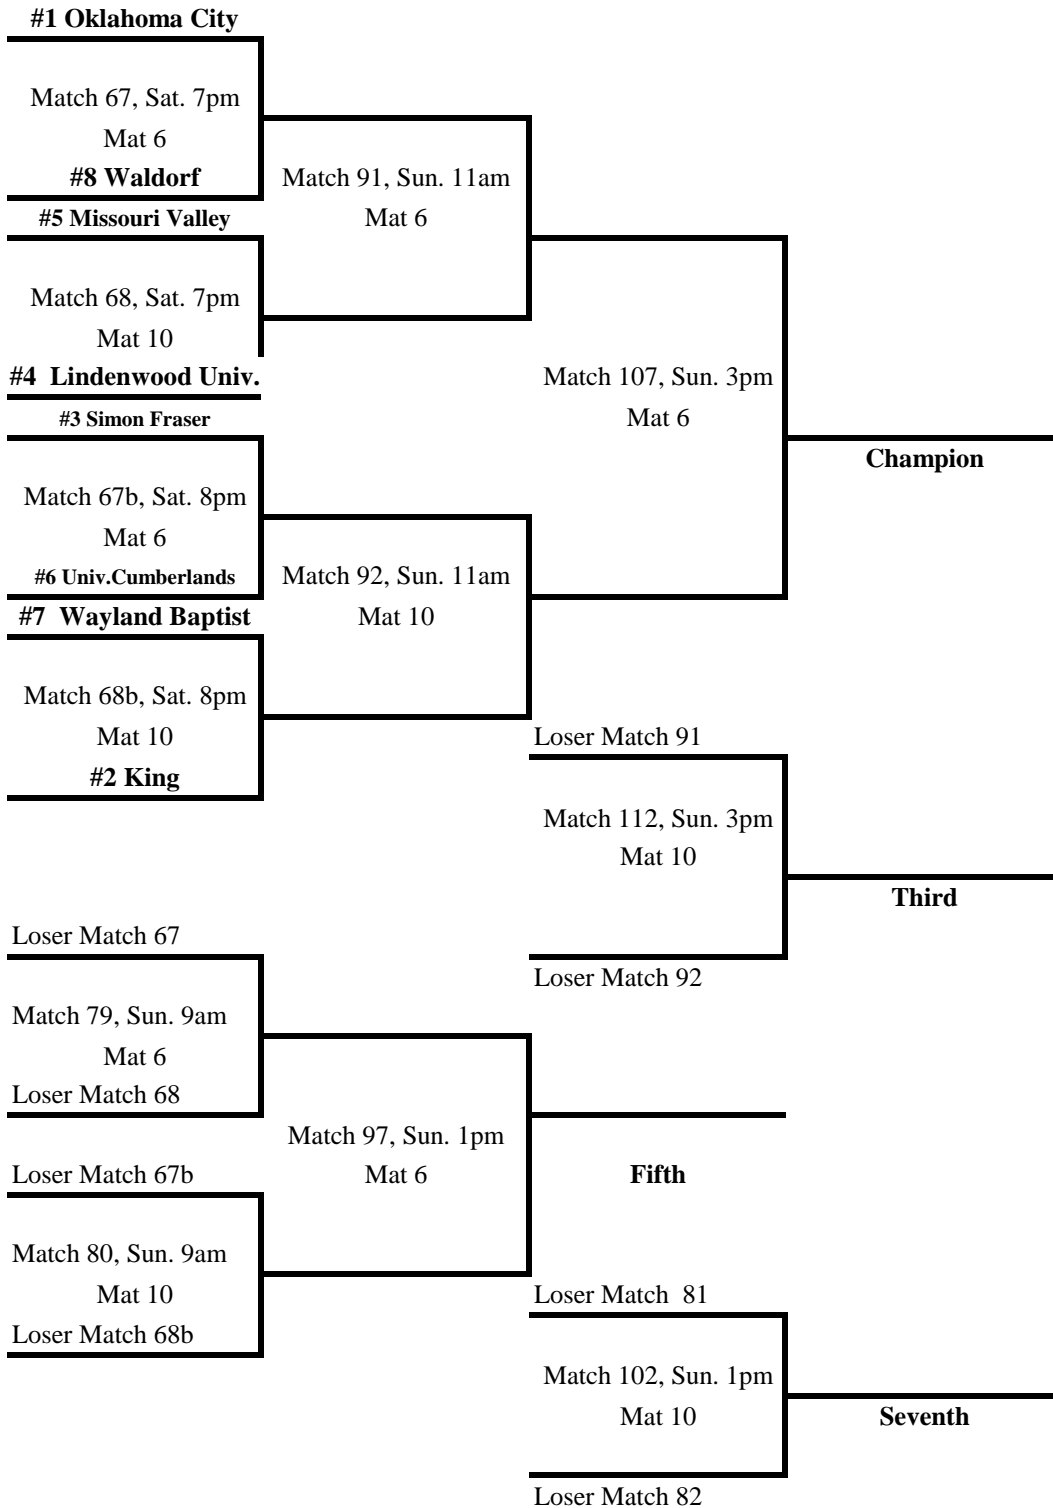 #1 Oklahoma City
Match 67, Sat. 7pm
Mat 6
#8 Waldorf
Match 91, Sun. 11am
Mat 6
#5 Missouri Valley
Match 68, Sat. 7pm
Mat 10
#4  Lindenwood Univ.
Match 107, Sun. 3pm
Mat 6
#3 Simon Fraser
Champion
Match 67b, Sat. 8pm
Mat 6
#6 Univ.Cumberlands
Match 92, Sun. 11am
Mat 10
#7  Wayland Baptist
Match 68b, Sat. 8pm
Mat 10
#2 King
Loser Match 91
Match 112, Sun. 3pm
Mat 10
Third
Loser Match 92
Loser Match 67
Match 79, Sun. 9am
Mat 6
Loser Match 68
Match 97, Sun. 1pm
Mat 6
Fifth
Loser Match 67b
Match 80, Sun. 9am
Mat 10
Loser Match 68b
Loser Match  81
Match 102, Sun. 1pm
Mat 10
Seventh
Loser Match 82